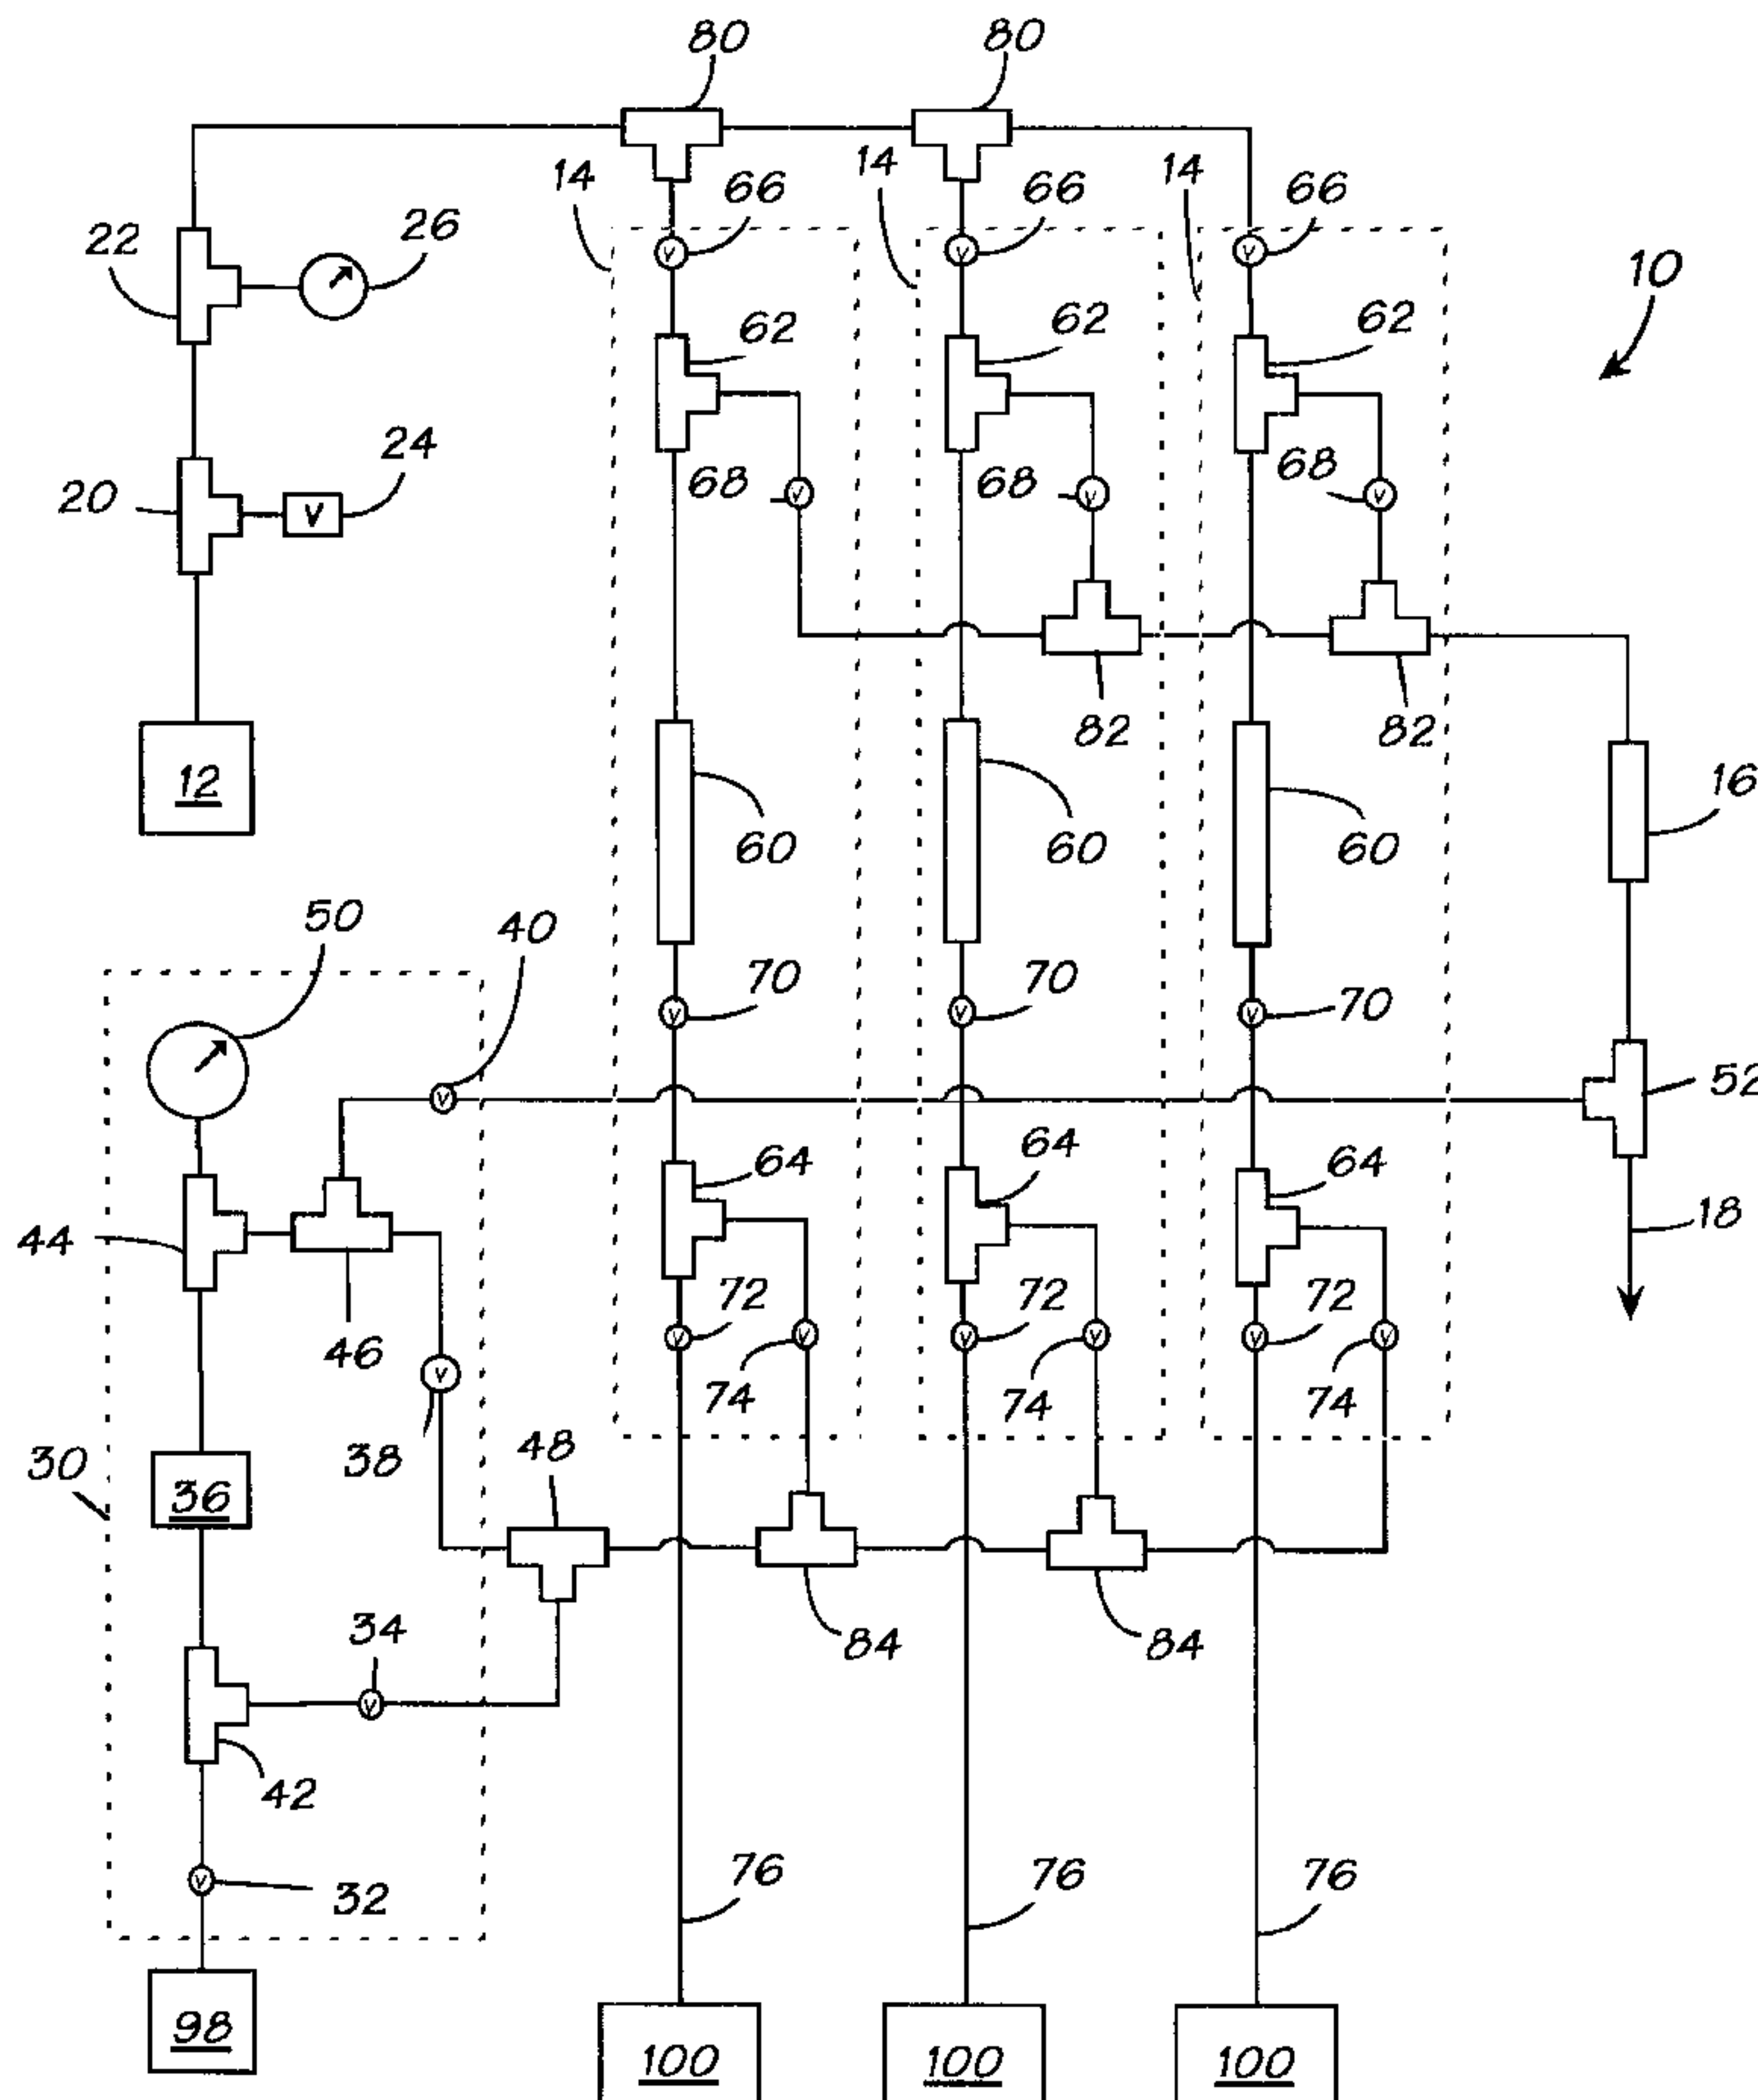 80 80
14 66 14 66 14 66
22 26 10
V V V
62 62 62
20 24
V
68 V 68 V 68 V
82 82
12 16
60 60 60
50 40
70 70 70
V V V
V 52
64 64 64
44 18
72 72 72
46 V V V V V V V
74 74 74
30 38 48
36
34 84 84
V
42
76 76 76
V 32
98 100 100 100